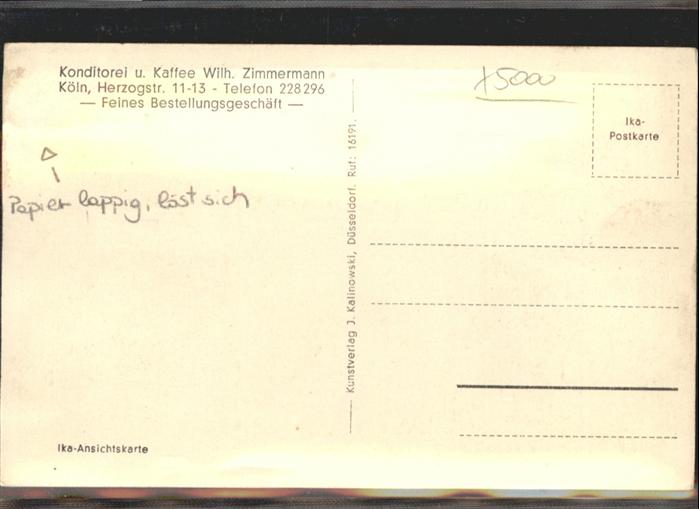 Konditorei u. Kaffee Wilh. Zimmermann
Köln, Herzogstr. 11-13 - Telefon 228296
— Feines Bestellungsgeschäft —
Papier lappig, löst sich
Ika-Ansichtskarte
Kunstverlag J. Kalinowski, Düsseldorf. Ruf: 16191.
+5000
Ika-
Postkarte